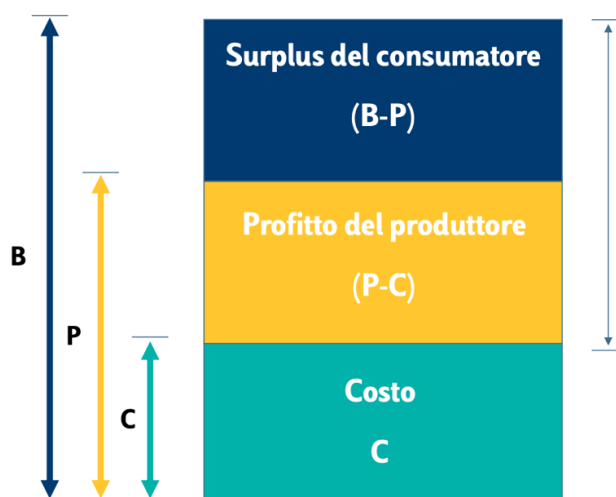 Surplus del consumatore
(B-P)
Profitto del produttore
(P-C)
Costo
C
B
P
C